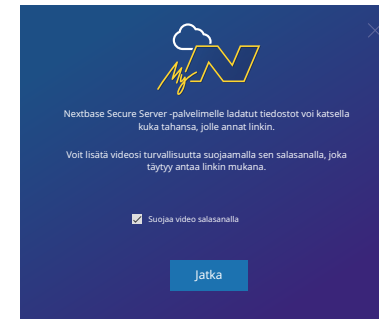 My N
Nextbase Secure Server -palvelimelle ladatut tiedostot voi katsella
kuka tahansa, jolle annat linkin.
Voit lisätä videosi turvallisuutta suojaamalla sen salasanalla, joka
täytyy antaa linkin mukana.
Suojaa video salasanalla
Jatka